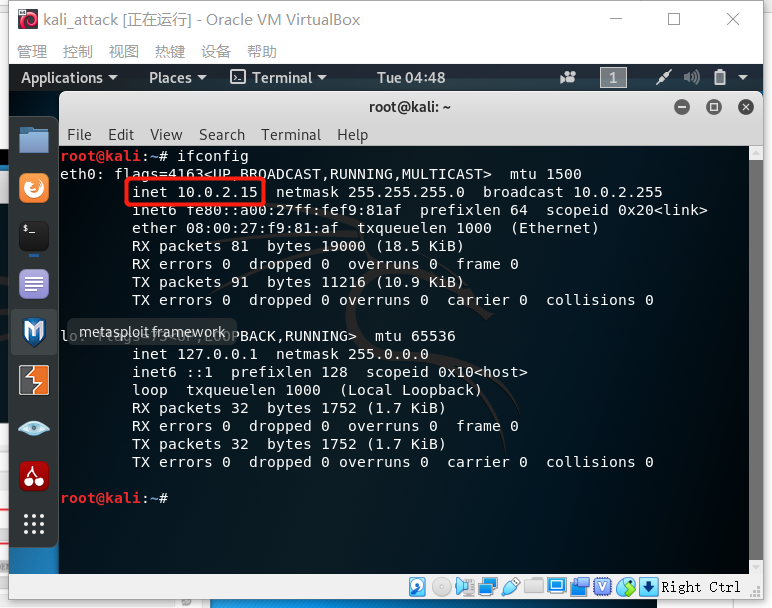 kali_attack [正在运行] - Oracle VM VirtualBox
管理 控制 视图 热键 设备 帮助
Applications Places Terminal Tue 04:48 1
root@kali: ~
File Edit View Search Terminal Help
root@kali:~# ifconfig
eth0: flags=4163<UP,BROADCAST,RUNNING,MULTICAST> mtu 1500
inet 10.0.2.15 netmask 255.255.255.0 broadcast 10.0.2.255
inet6 fe80::a00:27ff:fef9:81af prefixlen 64 scopeid 0x20<link>
ether 08:00:27:f9:81:af txqueuelen 1000 (Ethernet)
RX packets 81 bytes 19000 (18.5 KiB)
RX errors 0 dropped 0 overruns 0 frame 0
TX packets 91 bytes 11216 (10.9 KiB)
TX errors 0 dropped 0 overruns 0 carrier 0 collisions 0
metasploit framework
lo: flags=73<UP,LOOPBACK,RUNNING> mtu 65536
inet 127.0.0.1 netmask 255.0.0.0
inet6 ::1 prefixlen 128 scopeid 0x10<host>
loop txqueuelen 1000 (Local Loopback)
RX packets 32 bytes 1752 (1.7 KiB)
RX errors 0 dropped 0 overruns 0 frame 0
TX packets 32 bytes 1752 (1.7 KiB)
TX errors 0 dropped 0 overruns 0 carrier 0 collisions 0
root@kali:~#
Right Ctrl